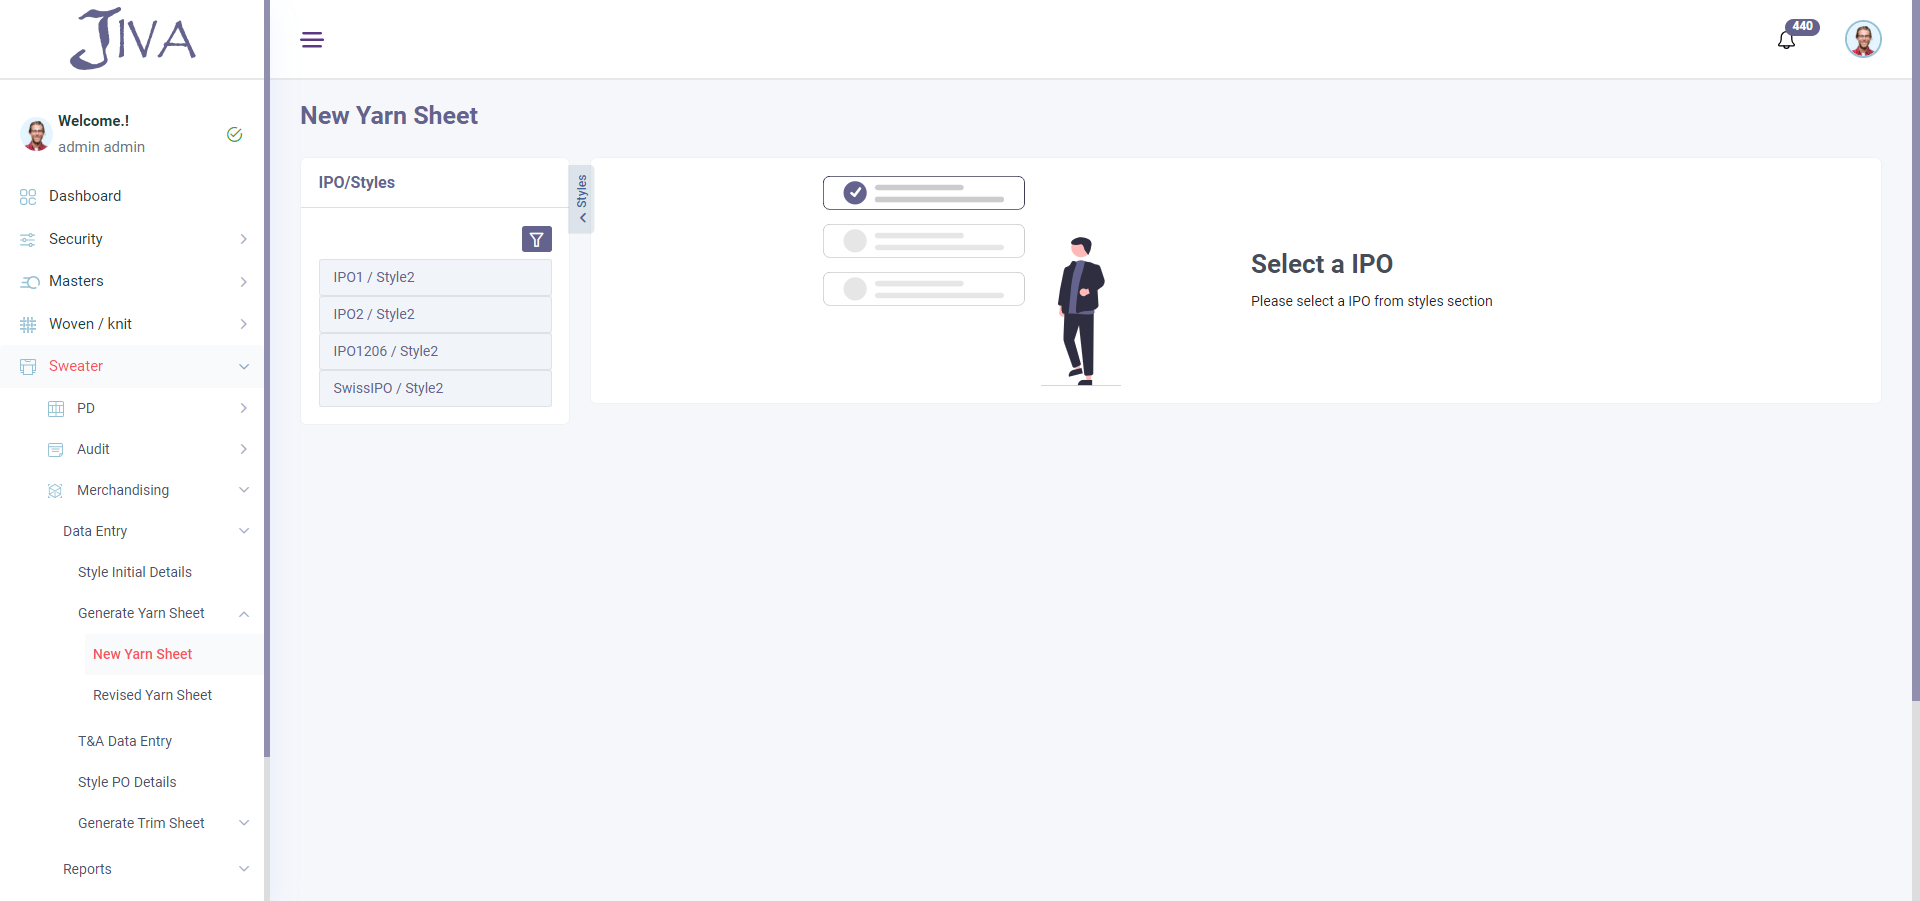 JIVA
440
Welcome.!
admin admin
Dashboard
Security
Masters
Woven / knit
Sweater
PD
Audit
Merchandising
Data Entry
Style Initial Details
Generate Yarn Sheet
New Yarn Sheet
Revised Yarn Sheet
T&A Data Entry
Style PO Details
Generate Trim Sheet
Reports
New Yarn Sheet
IPO/Styles
IPO1 / Style2
IPO2 / Style2
IPO1206 / Style2
SwissIPO / Style2
Styles
Select a IPO
Please select a IPO from styles section